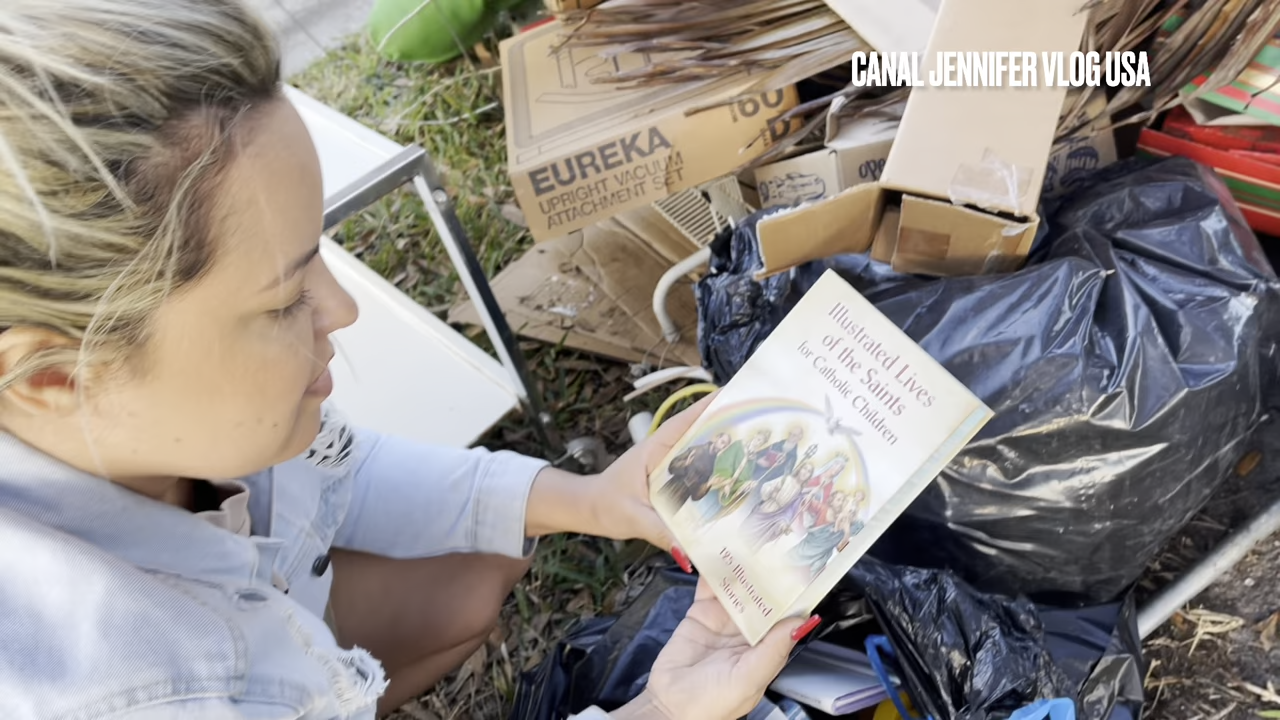 CANAL JENNIFER VLOG USA
EUREKA
UPRIGHT VACUUM
ATTACHMENT SET
Illustrated Lives
of the Saints
for Catholic Children
125 Illustrated
Stories